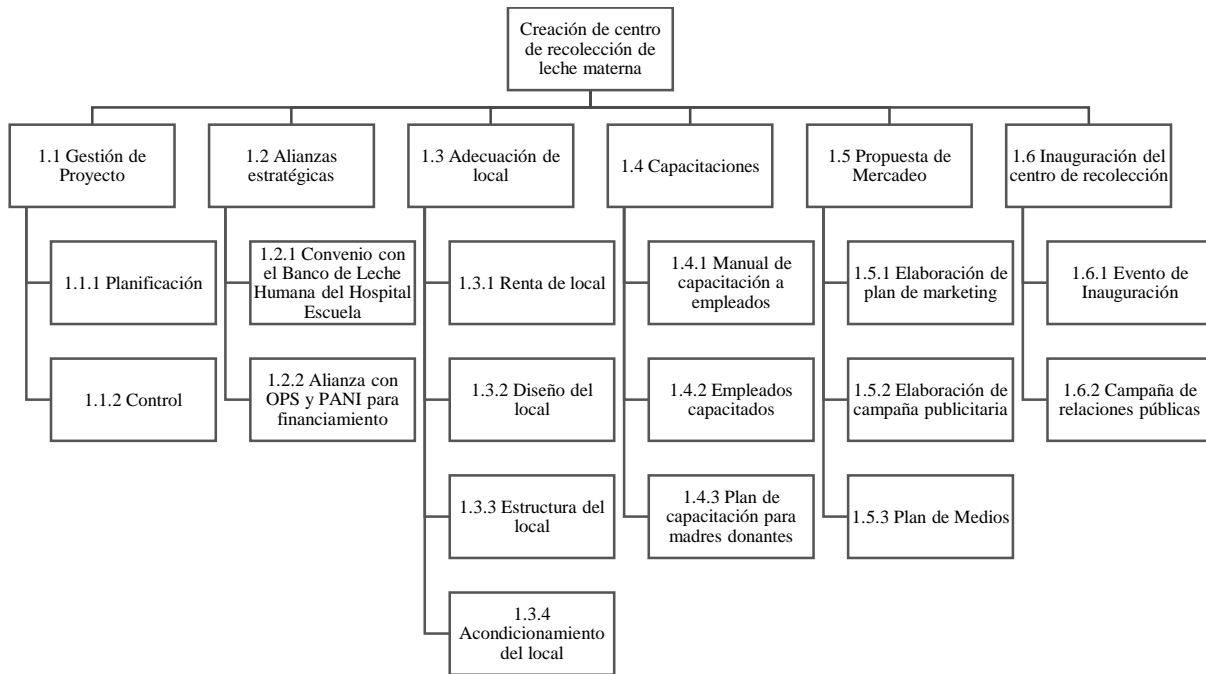 Creación de centro
de recolección de
leche materna
1.1 Gestión de
Proyecto
1.2 Alianzas
estratégicas
1.3 Adecuación de
local
1.4 Capacitaciones
1.5 Propuesta de
Mercadeo
1.6 Inauguración del
centro de recolección
1.1.1 Planificación
1.2.1 Convenio con
el Banco de Leche
Humana del Hospital
Escuela
1.3.1 Renta de local
1.4.1 Manual de
capacitación a
empleados
1.5.1 Elaboración de
plan de marketing
1.6.1 Evento de
Inauguración
1.1.2 Control
1.2.2 Alianza con
OPS y PANI para
financiamiento
1.3.2 Diseño del
local
1.4.2 Empleados
capacitados
1.5.2 Elaboración de
campaña publicitaria
1.6.2 Campaña de
relaciones públicas
1.3.3 Estructura del
local
1.4.3 Plan de
capacitación para
madres donantes
1.5.3 Plan de Medios
1.3.4
Acondicionamiento
del local